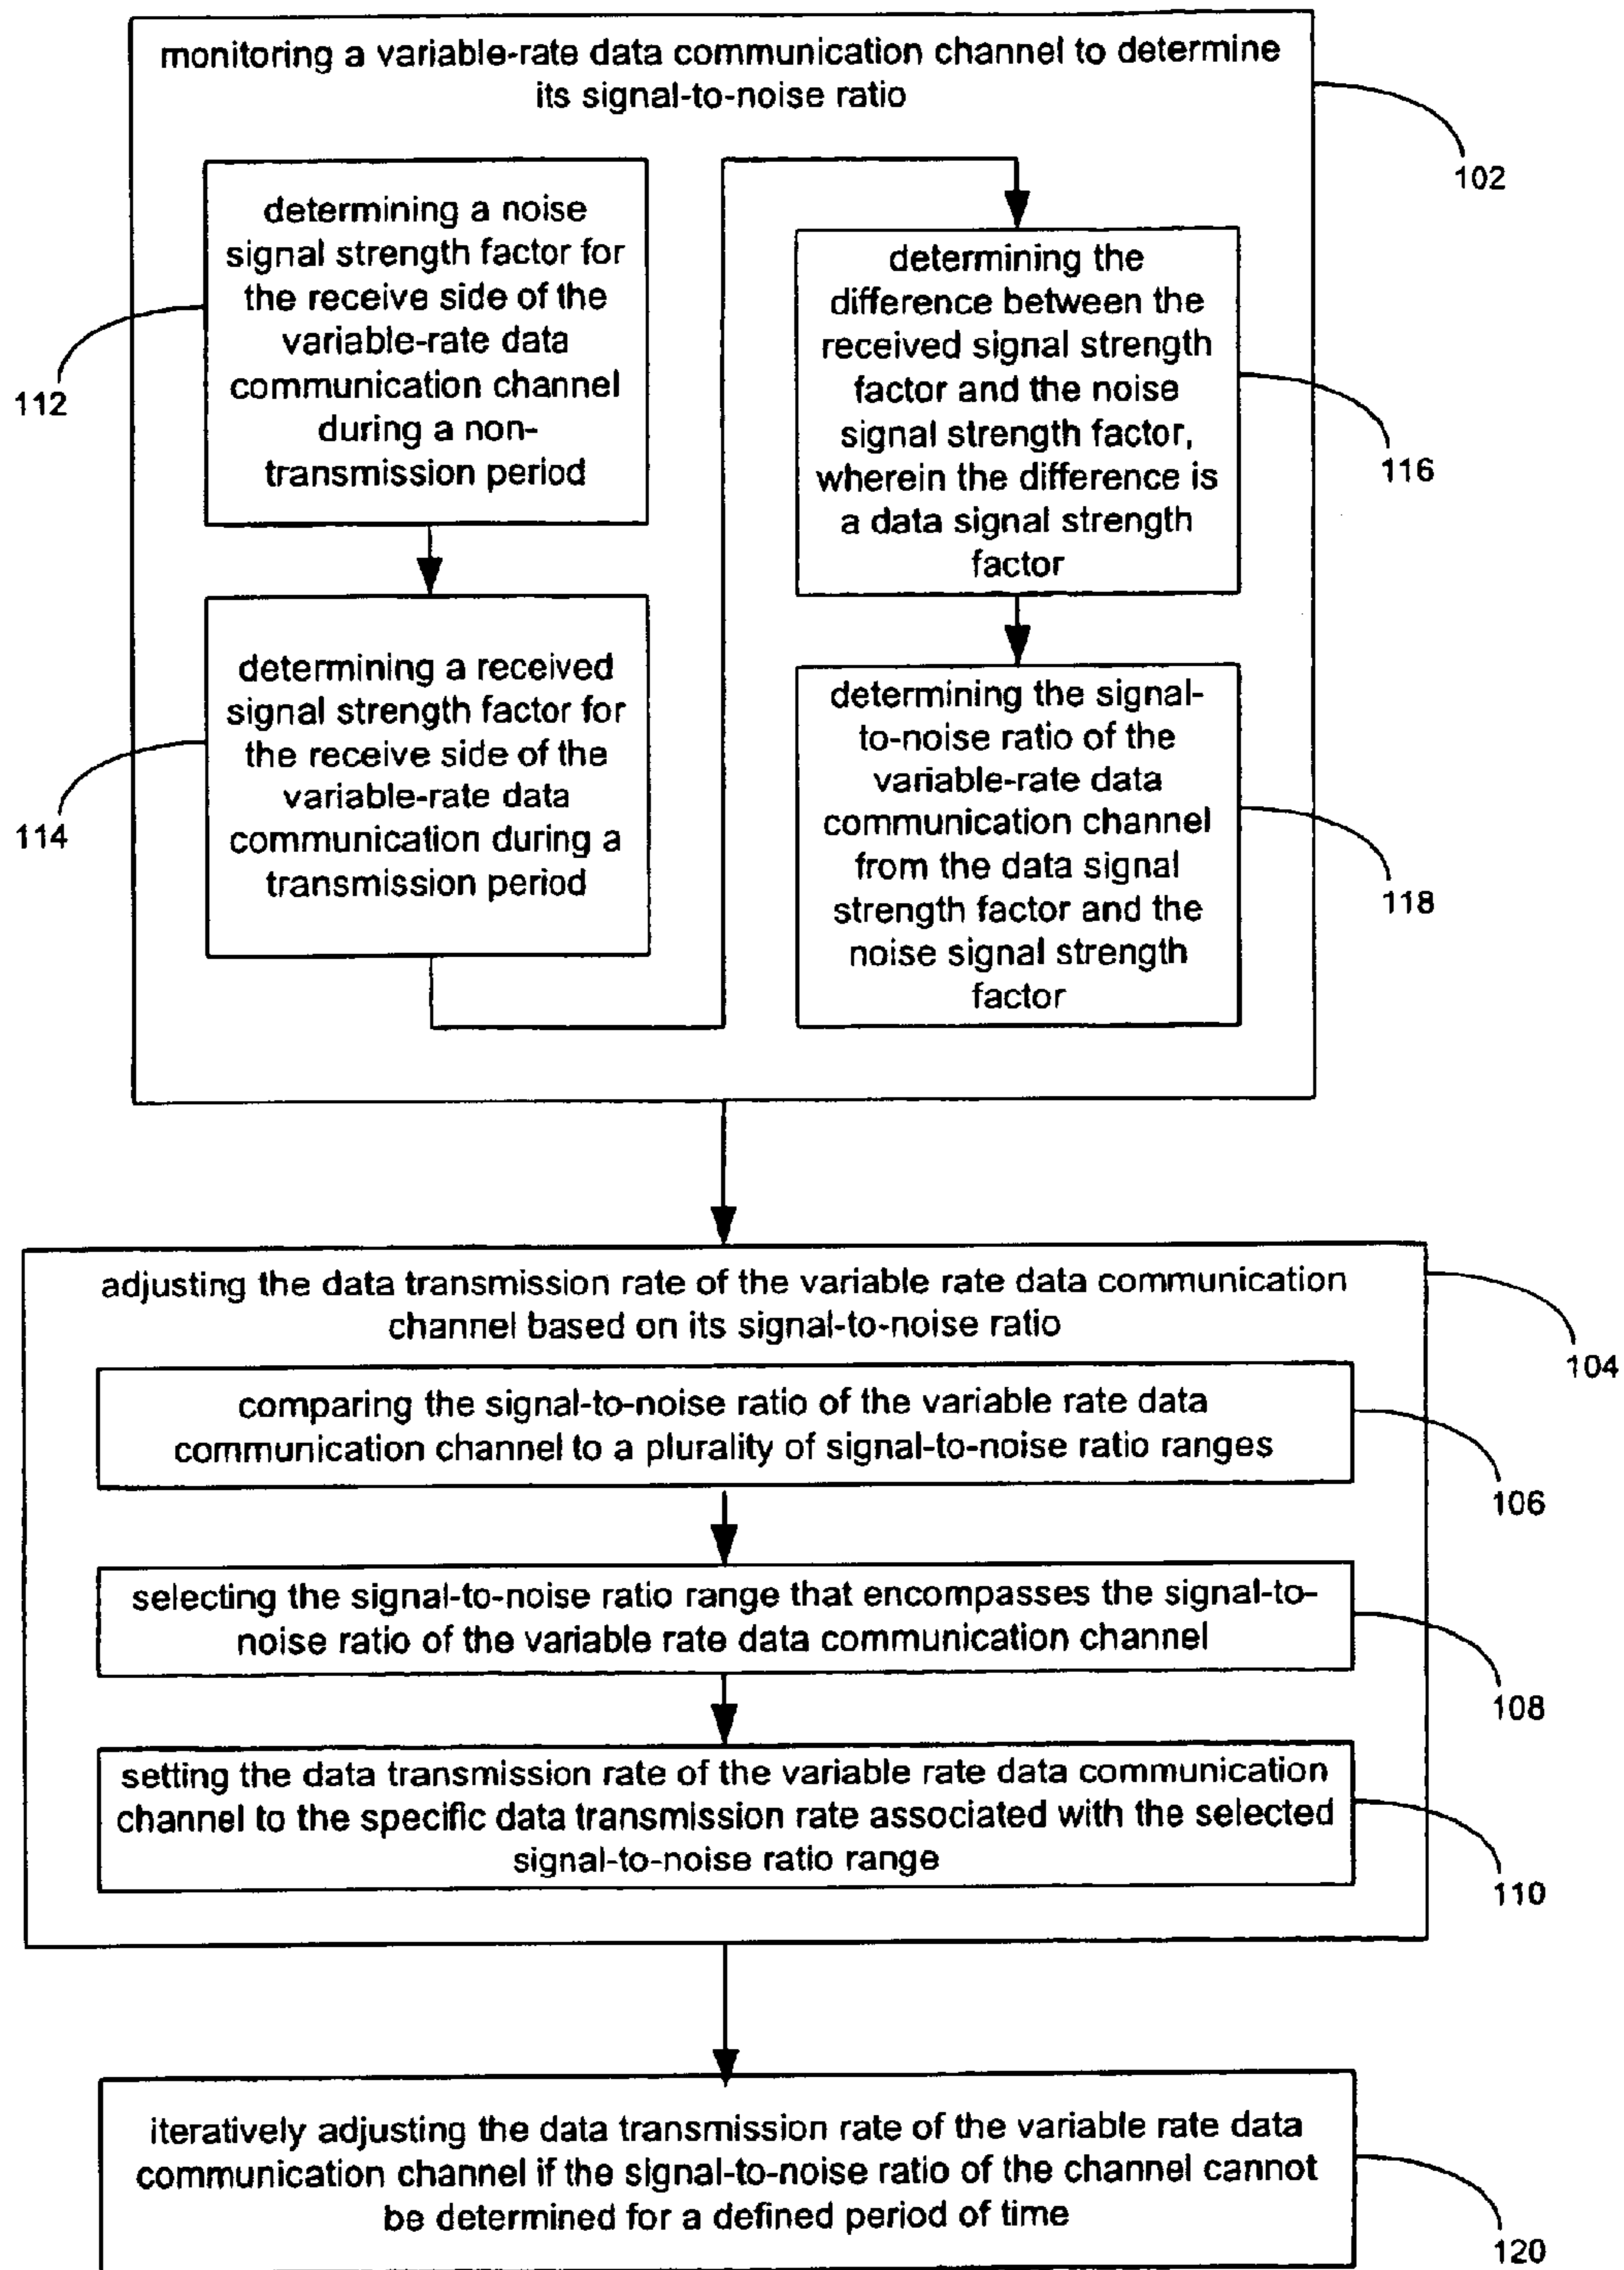 monitoring a variable-rate data communication channel to determine
its signal-to-noise ratio
102
determining a noise
signal strength factor for
the receive side of the
variable-rate data
communication channel
during a non-
transmission period
112
determining a received
signal strength factor for
the receive side of the
variable-rate data
communication during a
transmission period
114
determining the
difference between the
received signal strength
factor and the noise
signal strength factor,
wherein the difference is
a data signal strength
factor
116
determining the signal-
to-noise ratio of the
variable-rate data
communication channel
from the data signal
strength factor and the
noise signal strength
factor
118
adjusting the data transmission rate of the variable rate data communication
channel based on its signal-to-noise ratio
104
comparing the signal-to-noise ratio of the variable rate data
communication channel to a plurality of signal-to-noise ratio ranges
106
selecting the signal-to-noise ratio range that encompasses the signal-to-
noise ratio of the variable rate data communication channel
108
setting the data transmission rate of the variable rate data communication
channel to the specific data transmission rate associated with the selected
signal-to-noise ratio range
110
iteratively adjusting the data transmission rate of the variable rate data
communication channel if the signal-to-noise ratio of the channel cannot
be determined for a defined period of time
120